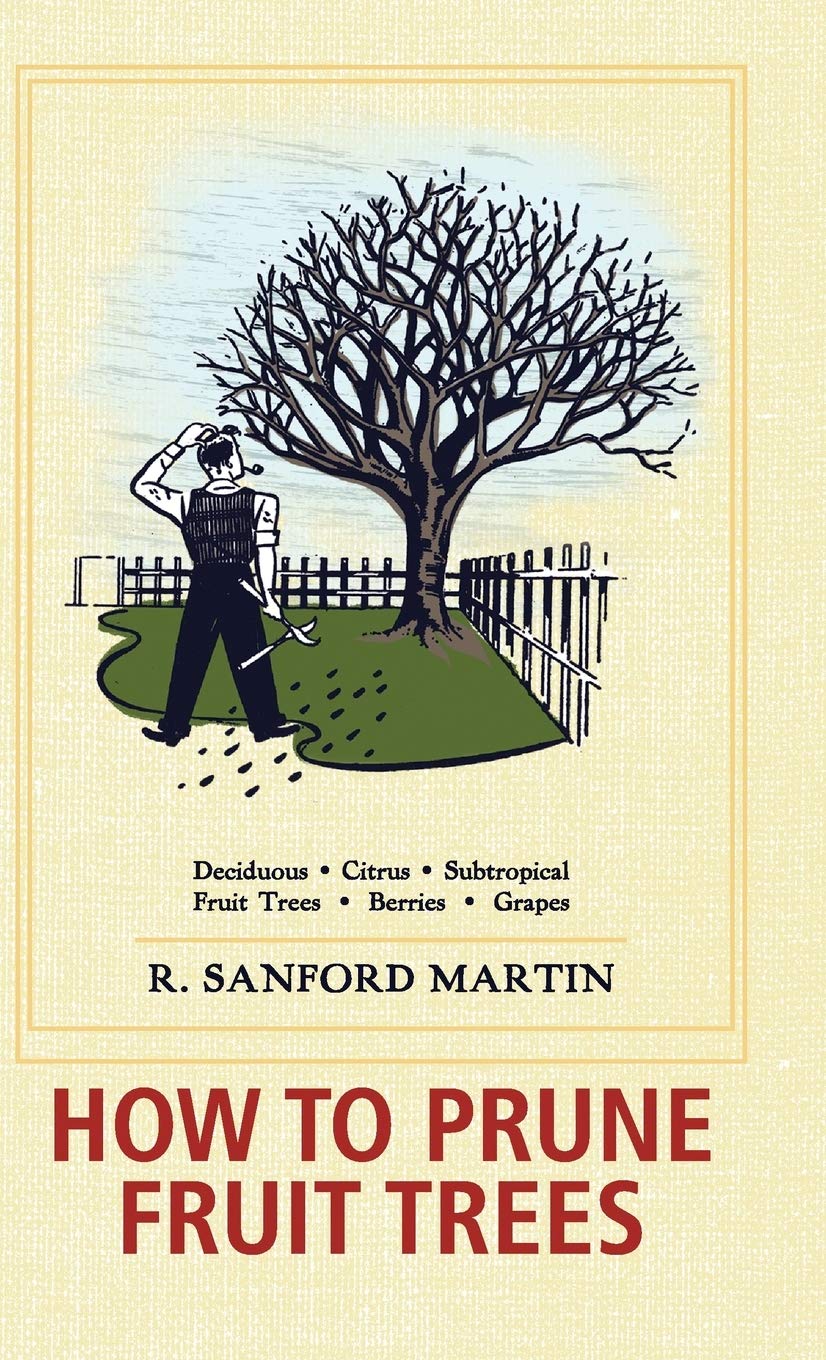 Deciduous • Citrus • Subtropical
Fruit Trees • Berries • Grapes
R. SANFORD MARTIN
HOW TO PRUNE
FRUIT TREES